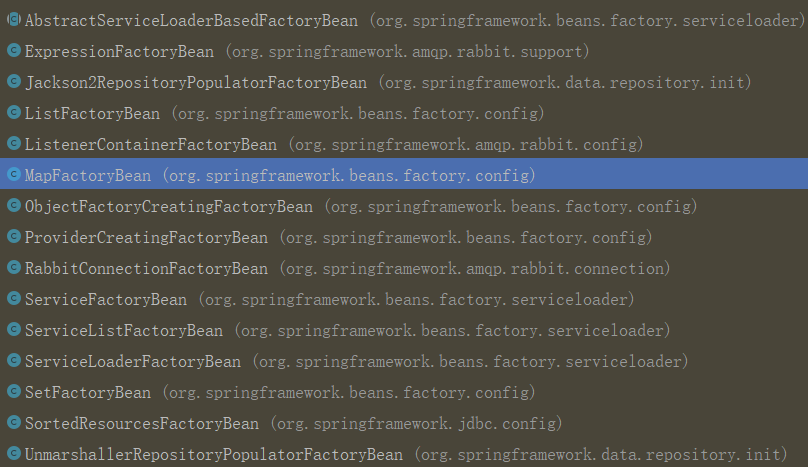 AbstractServiceLoaderBasedFactoryBean (org.springframework.beans.factory.serviceloader)
ExpressionFactoryBean (org.springframework.amqp.rabbit.support)
Jackson2RepositoryPopulatorFactoryBean (org.springframework.data.repository.init)
ListFactoryBean (org.springframework.beans.factory.config)
ListenerContainerFactoryBean (org.springframework.amqp.rabbit.config)
MapFactoryBean (org.springframework.beans.factory.config)
ObjectFactoryCreatingFactoryBean (org.springframework.beans.factory.config)
ProviderCreatingFactoryBean (org.springframework.beans.factory.config)
RabbitConnectionFactoryBean (org.springframework.amqp.rabbit.connection)
ServiceFactoryBean (org.springframework.beans.factory.serviceloader)
ServiceListFactoryBean (org.springframework.beans.factory.serviceloader)
ServiceLoaderFactoryBean (org.springframework.beans.factory.serviceloader)
SetFactoryBean (org.springframework.beans.factory.config)
SortedResourcesFactoryBean (org.springframework.jdbc.config)
UnmarshallerRepositoryPopulatorFactoryBean (org.springframework.data.repository.init)